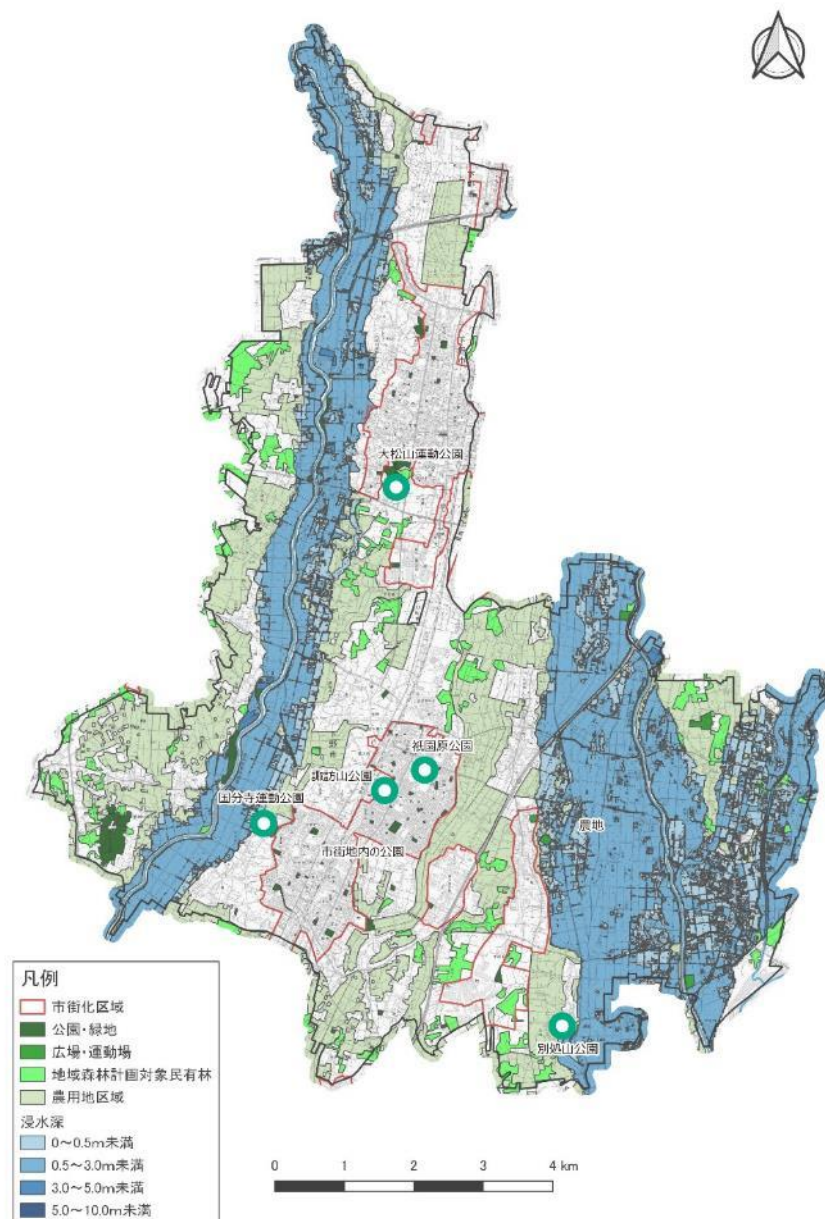 大松山運動公園
祇園原公園
諏訪山公園
国分寺運動公園
市街地内の公園
農地
別処山公園
凡例
市街化区域
公園・緑地
広場・運動場
地域森林計画対象民有林
農用地区域
浸水深
0～0.5m未満
0.5～3.0m未満
3.0～5.0m未満
5.0～10.0m未満
0 1 2 3 4 km